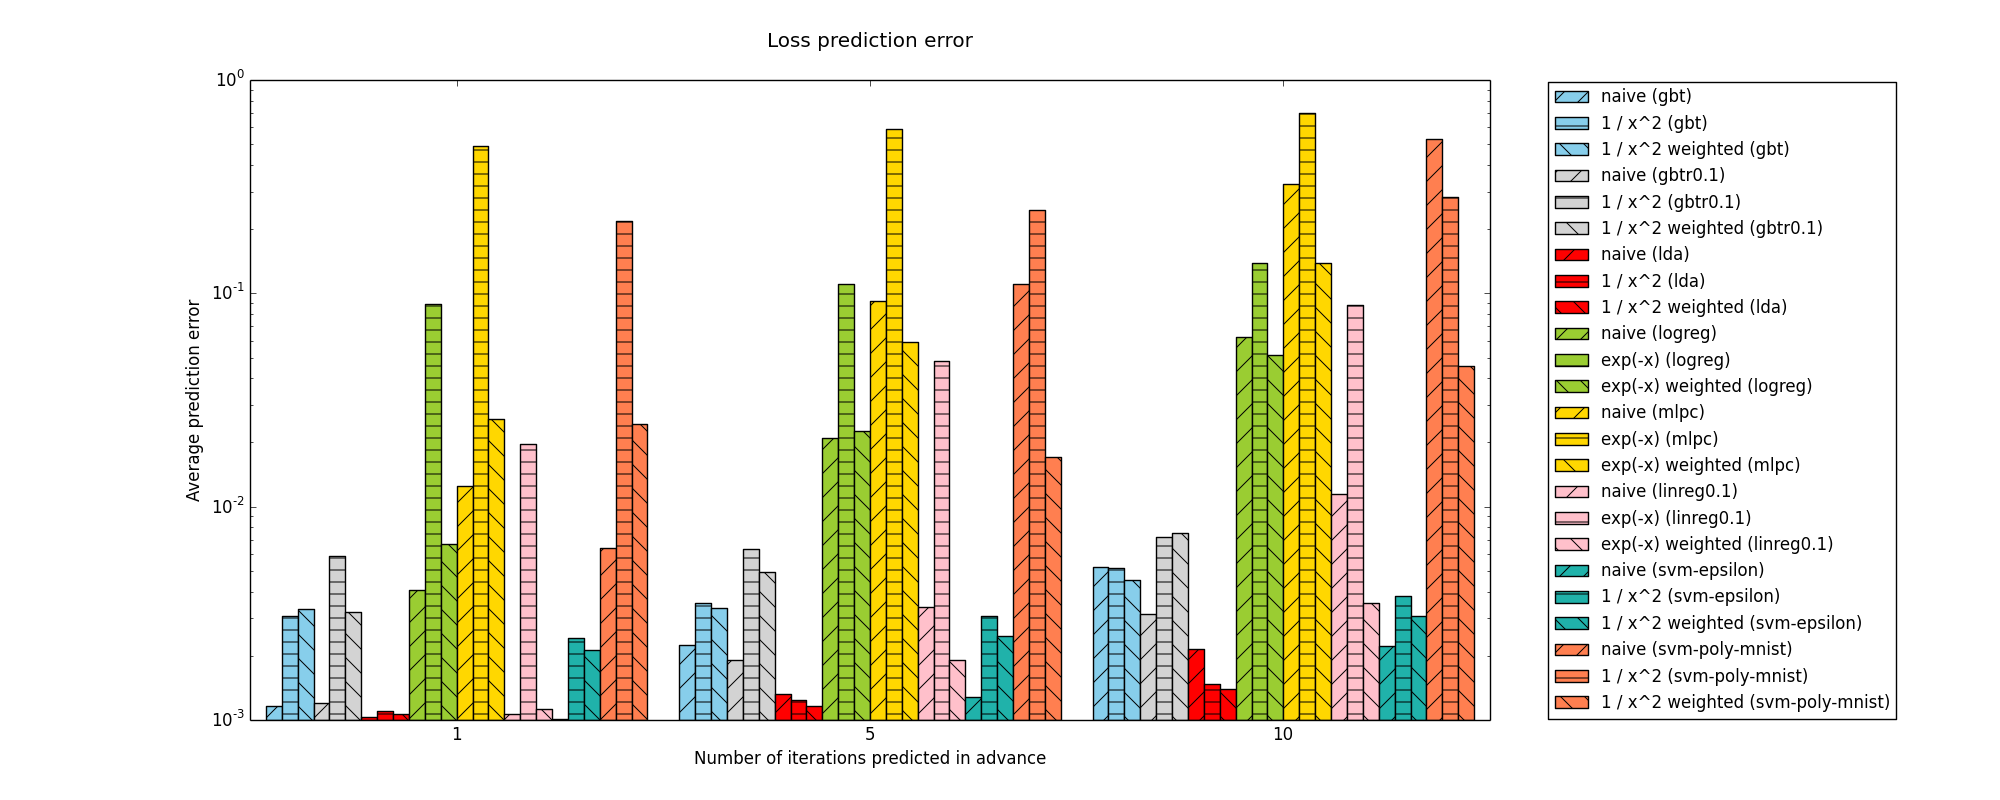 Loss prediction error
10^0
10^-1
10^-2
10^-3
Average prediction error
1
5
10
Number of iterations predicted in advance
naive (gbt)
1 / x^2 (gbt)
1 / x^2 weighted (gbt)
naive (gbtr0.1)
1 / x^2 (gbtr0.1)
1 / x^2 weighted (gbtr0.1)
naive (lda)
1 / x^2 (lda)
1 / x^2 weighted (lda)
naive (logreg)
exp(-x) (logreg)
exp(-x) weighted (logreg)
naive (mlpc)
exp(-x) (mlpc)
exp(-x) weighted (mlpc)
naive (linreg0.1)
exp(-x) (linreg0.1)
exp(-x) weighted (linreg0.1)
naive (svm-epsilon)
1 / x^2 (svm-epsilon)
1 / x^2 weighted (svm-epsilon)
naive (svm-poly-mnist)
1 / x^2 (svm-poly-mnist)
1 / x^2 weighted (svm-poly-mnist)